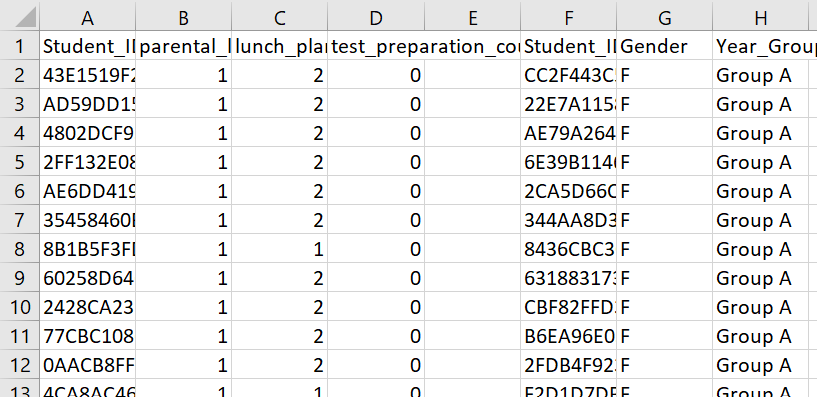 A B C D E F G H
1 Student_I parental_l lunch_pla test_preparation_cou Student_I Gender Year_Group
2 43E1519F2 1 2 0 CC2F443C F Group A
3 AD59DD15 1 2 0 22E7A115 F Group A
4 4802DCF9 1 2 0 AE79A264 F Group A
5 2FF132E08 1 2 0 6E39B114 F Group A
6 AE6DD419 1 2 0 2CA5D66C F Group A
7 35458460 1 2 0 344AA8D3 F Group A
8 8B1B5F3F 1 1 0 8436CBC3 F Group A
9 60258D64 1 2 0 63188317 F Group A
10 2428CA23 1 2 0 CBF82FFD F Group A
11 77CBC108 1 2 0 B6EA96E0 F Group A
12 0AACB8FF 1 2 0 2FDB4F92 F Group A
13 4CA8AC46 1 1 0 F2D1D7DF F Group A